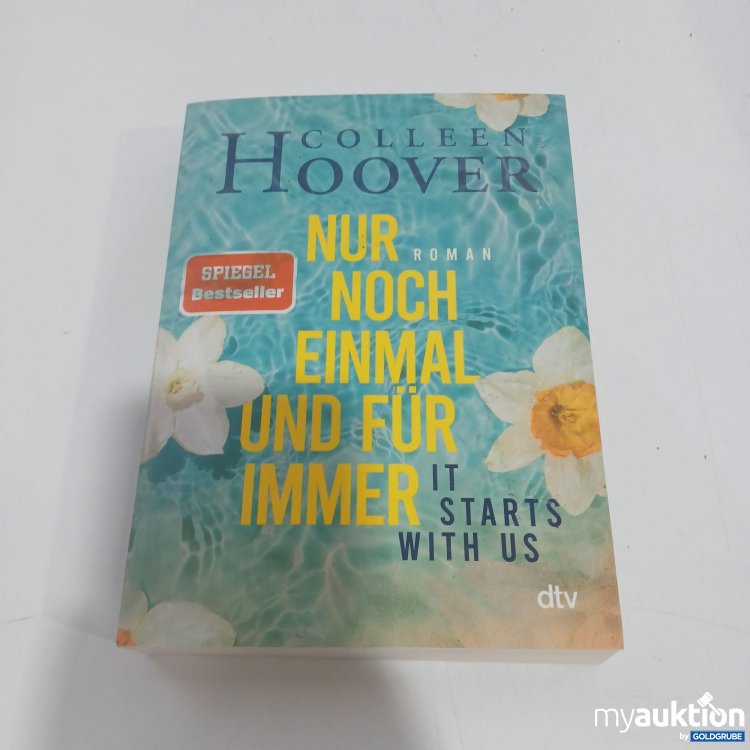 COLLEEN
HOOVER
NUR
ROMAN
SPIEGEL
Bestseller
NOCH
EINMAL
UND FÜR
IMMER
IT
STARTS
WITH US
dtv
myauktion
by GOLDGRUBE